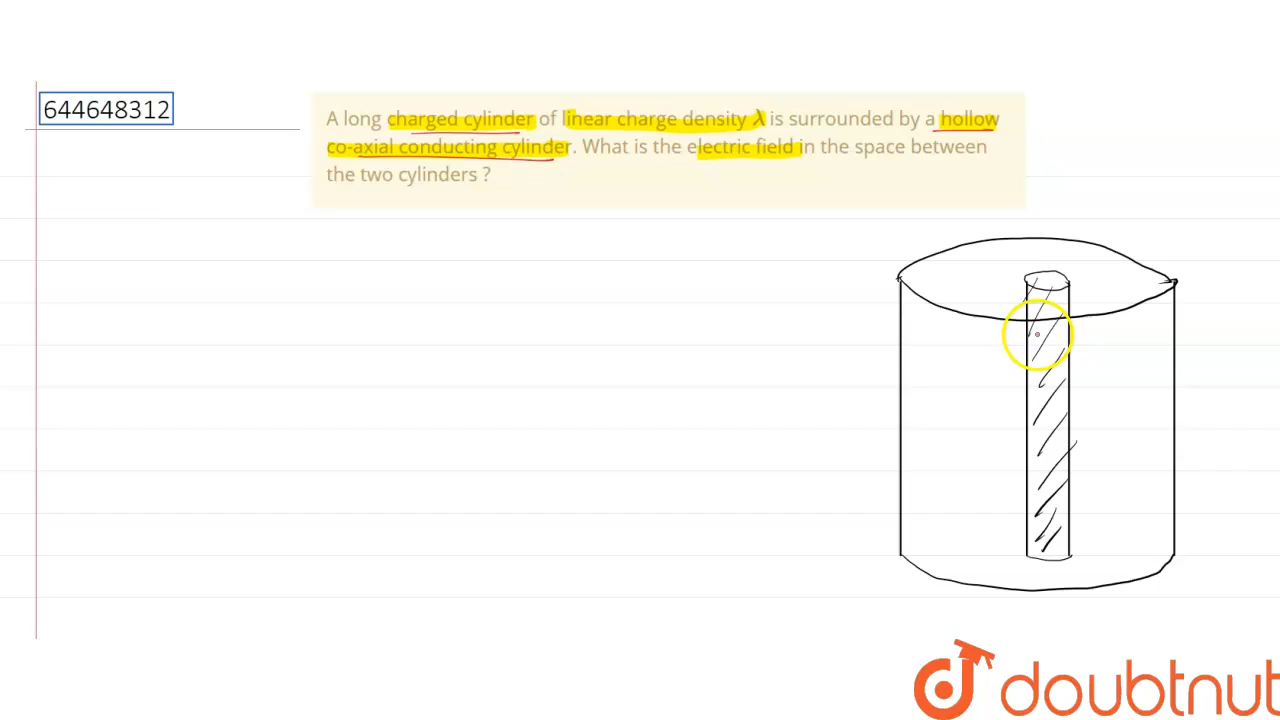 644648312
A long charged cylinder of linear charge density λ is surrounded by a hollow
co-axial conducting cylinder. What is the electric field in the space between
the two cylinders ?
doubtnut